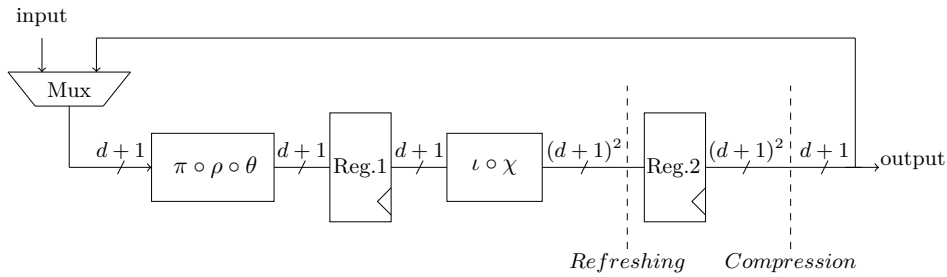 input
Mux
d + 1
π ∘ ρ ∘ θ
d + 1
Reg.1
d + 1
ι ∘ χ
(d + 1)²
Reg.2
(d + 1)²
d + 1
output
Refreshing
Compression